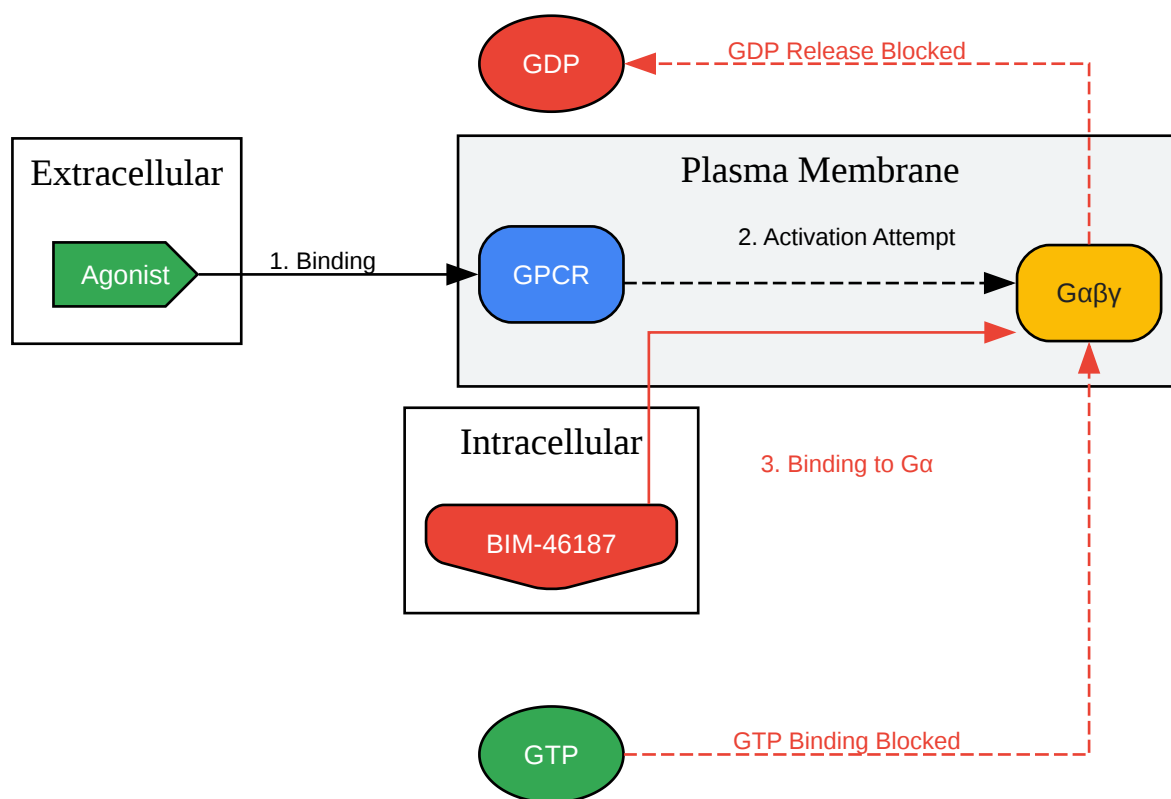 GDP
GDP Release Blocked
Extracellular
Plasma Membrane
Agonist
1. Binding
GPCR
2. Activation Attempt
Gαβγ
Intracellular
3. Binding to Gα
BIM-46187
GTP
GTP Binding Blocked